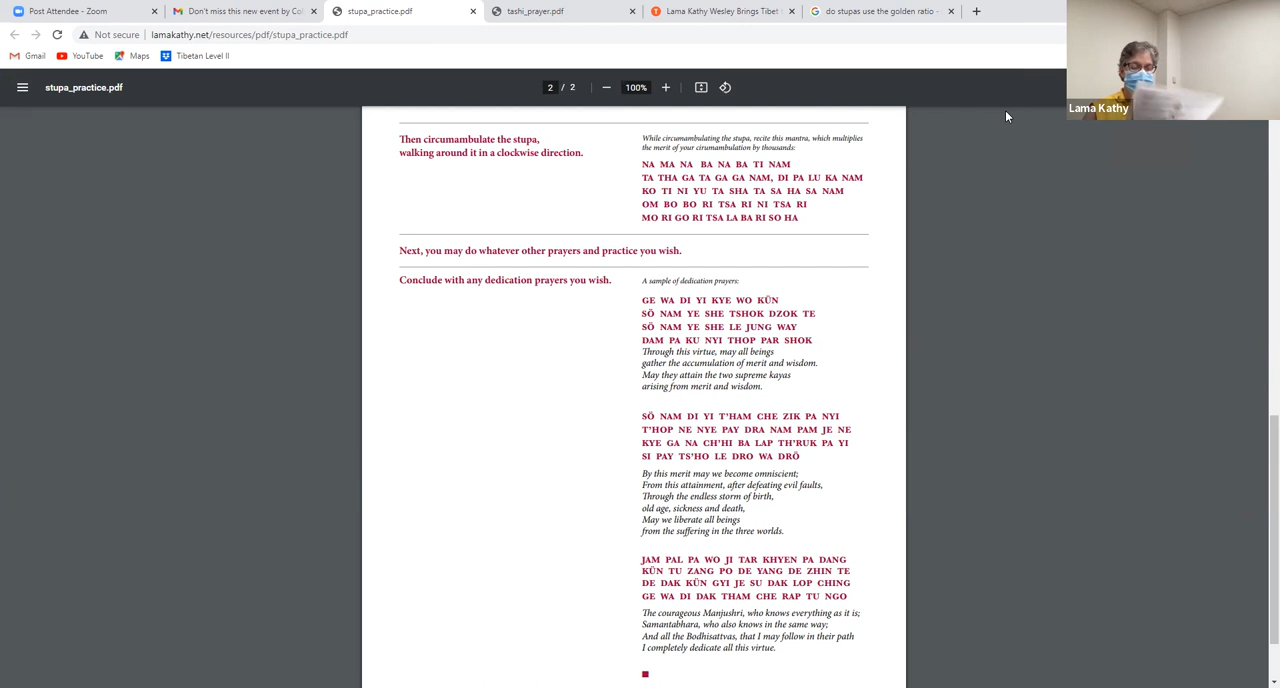 Post Attendee - Zoom
Don't miss this new event by Col
stupa_practice.pdf
tashi_prayer.pdf
Lama Kathy Wesley Brings Tibet
do stupas use the golden ratio -
Not secure
lamakathy.net/resources/pdf/stupa_practice.pdf
Gmail
YouTube
Maps
Tibetan Level II
stupa_practice.pdf
2 / 2
100%
Lama Kathy
Then circumambulate the stupa,
walking around it in a clockwise direction.
While circumambulating the stupa, recite this mantra, which multiplies
the merit of your cirumambulation by thousands:
NA MA NA BA NA BA TI NAM
TA THA GA TA GA GA NAM, DI PA LU KA NAM
KO TI NI YU TA SHA TA SA HA SA NAM
OM BO BO RI TSA RI NI TSA RI
MO RI GO RI TSA LA BA RI SO HA
Next, you may do whatever other prayers and practice you wish.
Conclude with any dedication prayers you wish.
A sample of dedication prayers:
GE WA DI YI KYE WO KÜN
SÖ NAM YE SHE TSHOK DZOK TE
SÖ NAM YE SHE LE JUNG WAY
DAM PA KU NYI THOP PAR SHOK
Through this virtue, may all beings
gather the accumulation of merit and wisdom.
May they attain the two supreme kayas
arising from merit and wisdom.
SÖ NAM DI YI T'HAM CHE ZIK PA NYI
T'HOP NE NYE PAY DRA NAM PAM JE NE
KYE GA NA CH'HI BA LAP TH'RUK PA YI
SI PAY TS'HO LE DRO WA DRÖ
By this merit may we become omniscient;
From this attainment, after defeating evil faults,
Through the endless storm of birth,
old age, sickness and death,
May we liberate all beings
from the suffering in the three worlds.
JAM PAL PA WO JI TAR KHYEN PA DANG
KÜN TU ZANG PO DE YANG DE ZHIN TE
DE DAK KÜN GYI JE SU DAK LOP CHING
GE WA DI DAK THAM CHE RAP TU NGO
The courageous Manjushri, who knows everything as it is;
Samantabhara, who also knows in the same way;
And all the Bodhisattvas, that I may follow in their path
I completely dedicate all this virtue.